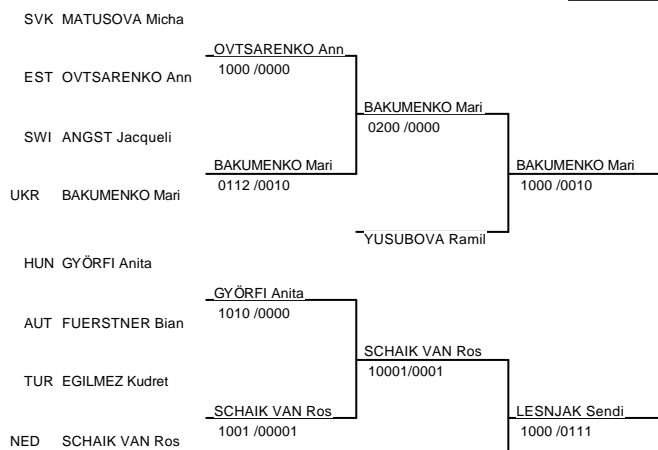 SVK MATUSOVA Micha
OVTSARENKO Ann
1000 /0000
EST OVTSARENKO Ann
BAKUMENKO Mari
0200 /0000
SWI ANGST Jacqueli
BAKUMENKO Mari
0112 /0010
BAKUMENKO Mari
1000 /0010
UKR BAKUMENKO Mari
YUSUBOVA Ramil
HUN GYÖRFI Anita
GYÖRFI Anita
1010 /0000
AUT FUERSTNER Bian
SCHAIK VAN Ros
10001/0001
TUR EGILMEZ Kudret
SCHAIK VAN Ros
1001 /00001
LESNJAK Sendi
1000 /0111
NED SCHAIK VAN Ros